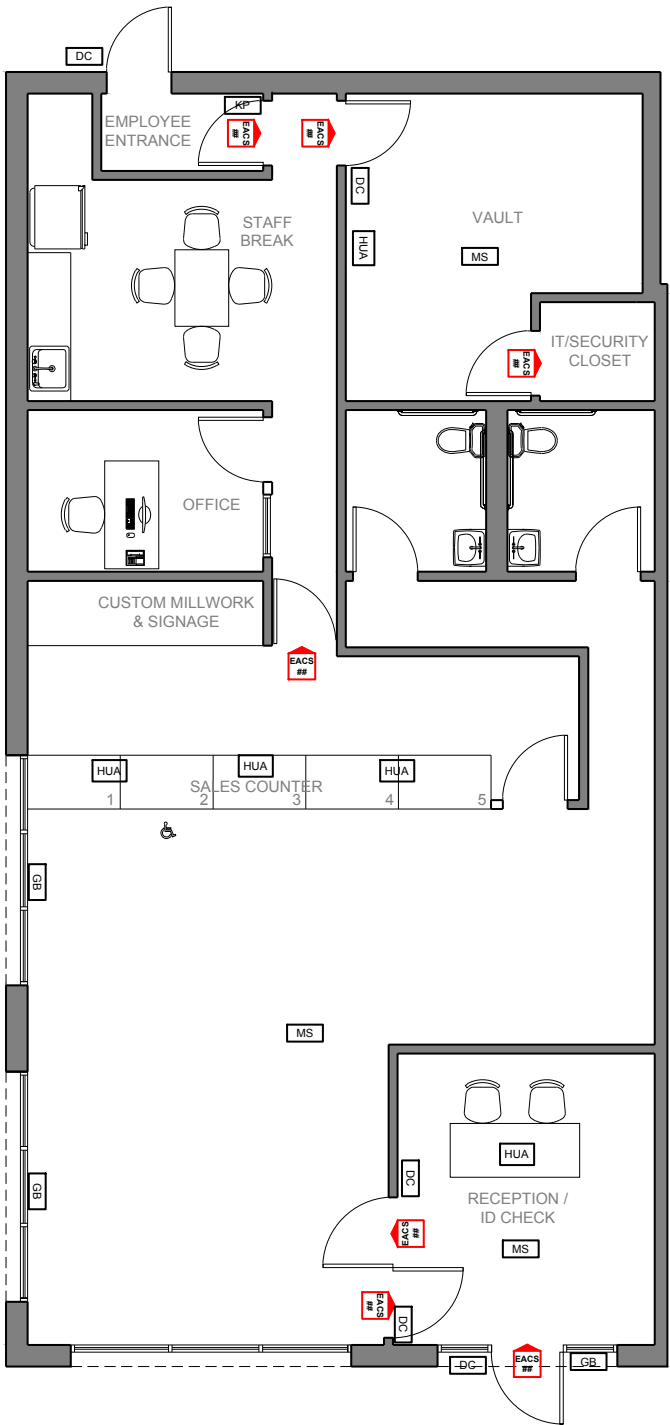 DC
KP
EMPLOYEE
ENTRANCE
EACS
##
EACS
##
DC
STAFF
BREAK
VAULT
HUA
MS
IT/SECURITY
CLOSET
EACS
##
OFFICE
CUSTOM MILLWORK
& SIGNAGE
EACS
##
HUA
HUA
HUA
SALES COUNTER
1
2
3
4
5
GB
MS
HUA
GB
DC
RECEPTION /
ID CHECK
EACS
##
MS
EACS
##
DC
DC
EACS
##
GB